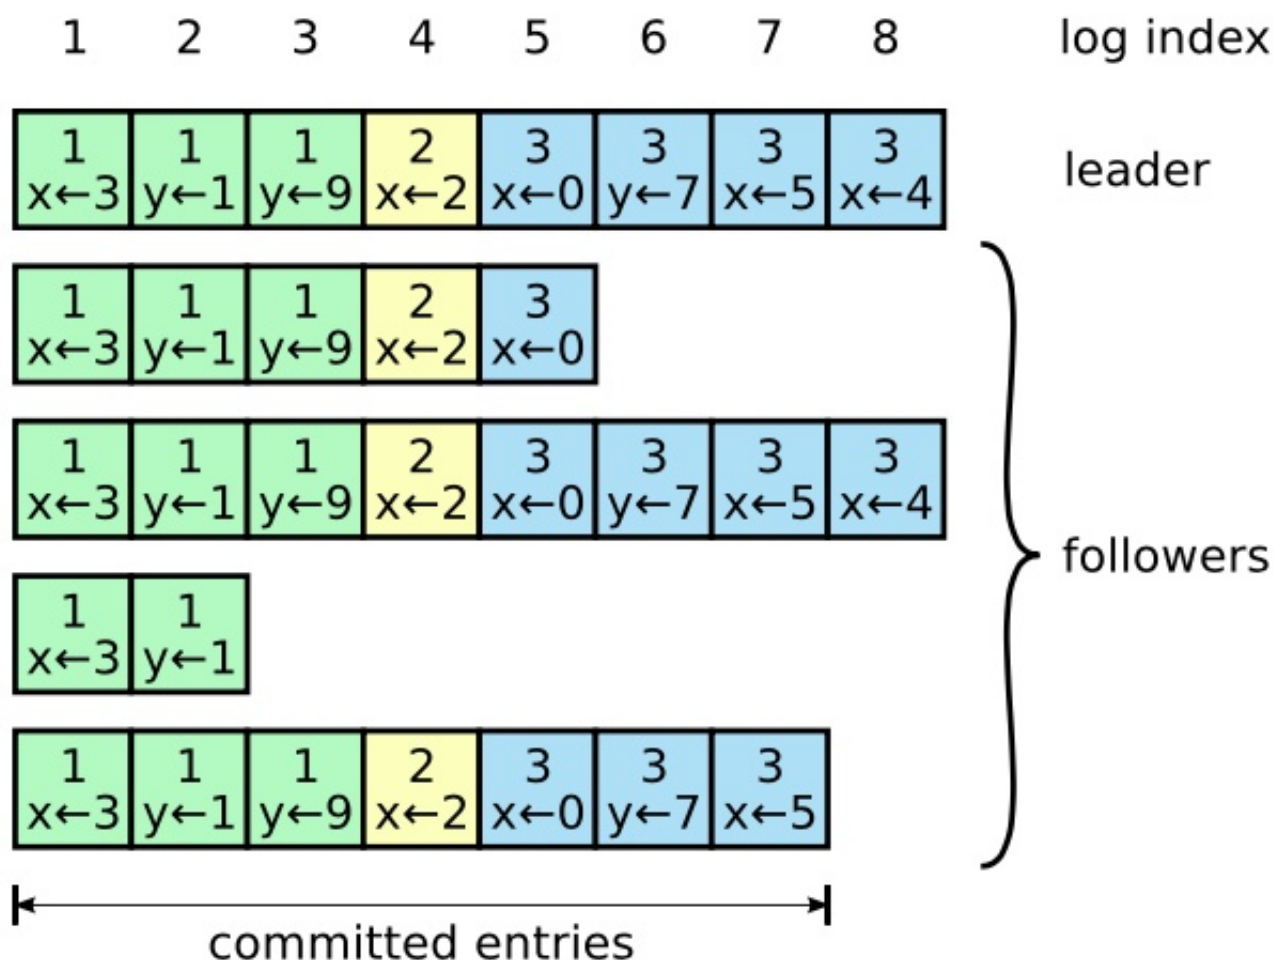 1 2 3 4 5 6 7 8 log index
1 1 1 2 3 3 3 3
x←3 y←1 y←9 x←2 x←0 y←7 x←5 x←4
leader
1 1 1 2 3
x←3 y←1 y←9 x←2 x←0
1 1 1 2 3 3 3 3
x←3 y←1 y←9 x←2 x←0 y←7 x←5 x←4
followers
1 1
x←3 y←1
1 1 1 2 3 3 3
x←3 y←1 y←9 x←2 x←0 y←7 x←5
committed entries